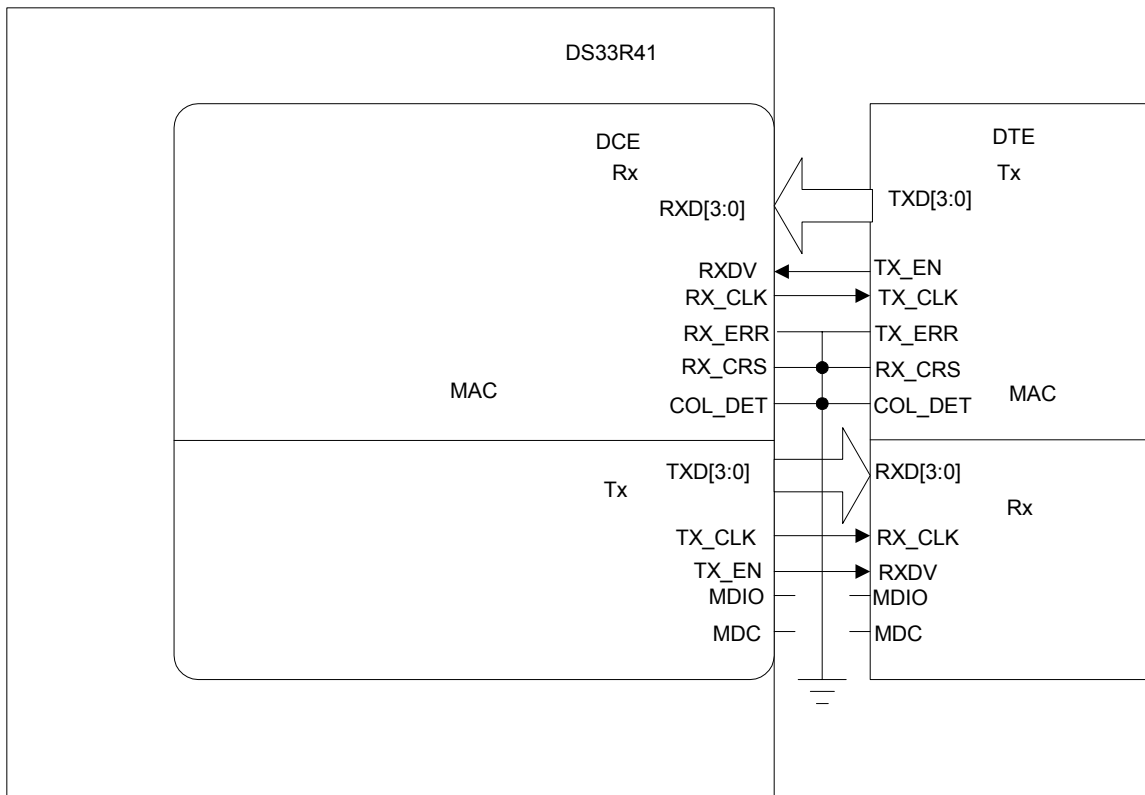 DS33R41
DCE
DTE
Rx
Tx
RXD[3:0]
TXD[3:0]
RXDV
TX_EN
RX_CLK
TX_CLK
RX_ERR
TX_ERR
RX_CRS
RX_CRS
MAC
MAC
COL_DET
COL_DET
TXD[3:0]
RXD[3:0]
Tx
Rx
TX_CLK
RX_CLK
TX_EN
RXDV
MDIO
MDIO
MDC
MDC